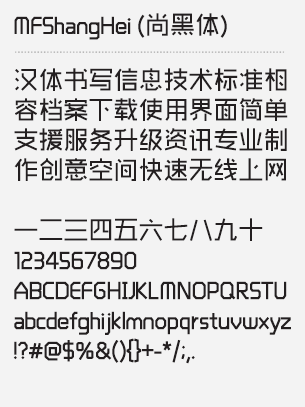 MFShangHei (尚黑体)
汉体书写信息技术标准相
容档案下载使用界面简单
支援服务升级资讯专业制
作创意空间快速无线上网
一二三四五六七八九十
1234567890
ABCDEFGHIJKLMNOPQRSTU
abcdefghijklmnopqrstuvwxyz
!?#@$%&(){}+-*/;,.